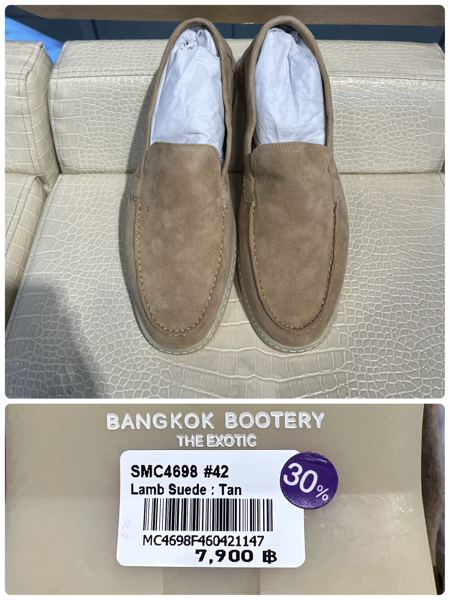 BANGKOK BOOTERY
THE EXOTIC
SMC4698 #42
30%
Lamb Suede : Tan
MC4698F460421147
7,900 ฿